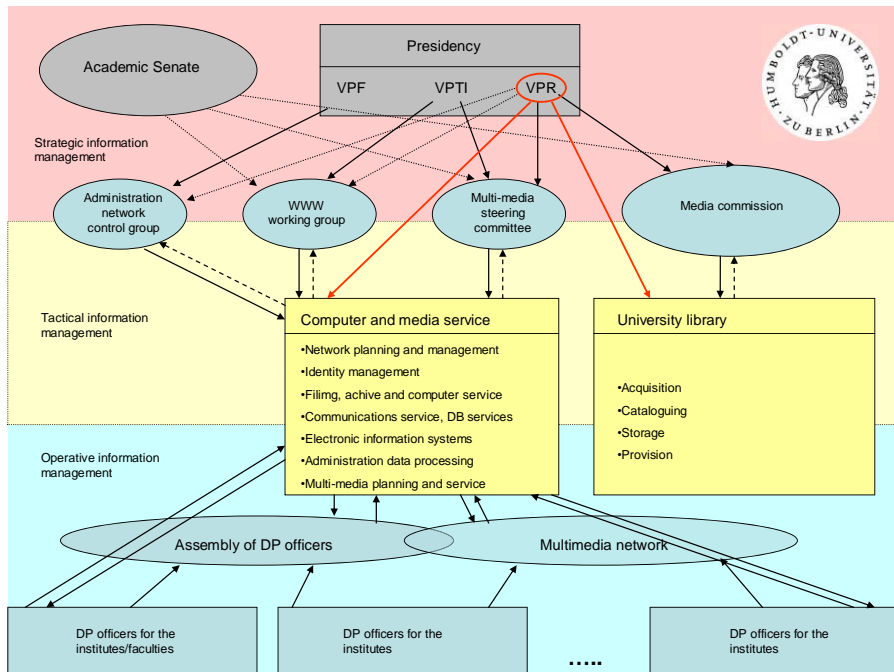 Presidency
Academic Senate
VPF
VPTI
VPR
HUMBOLDT-UNIVERSITÄT
ZU BERLIN
Strategic information
management
Administration
network
control group
WWW
working group
Multi-media
steering
committee
Media commission
Tactical information
management
Computer and media service
•Network planning and management
•Identity management
•Filimg, achive and computer service
•Communications service, DB services
•Electronic information systems
•Administration data processing
•Multi-media planning and service
University library
•Acquisition
•Cataloguing
•Storage
•Provision
Operative information
management
Assembly of DP officers
Multimedia network
DP officers for the
institutes/faculties
DP officers for the
institutes
.....
DP officers for the
institutes